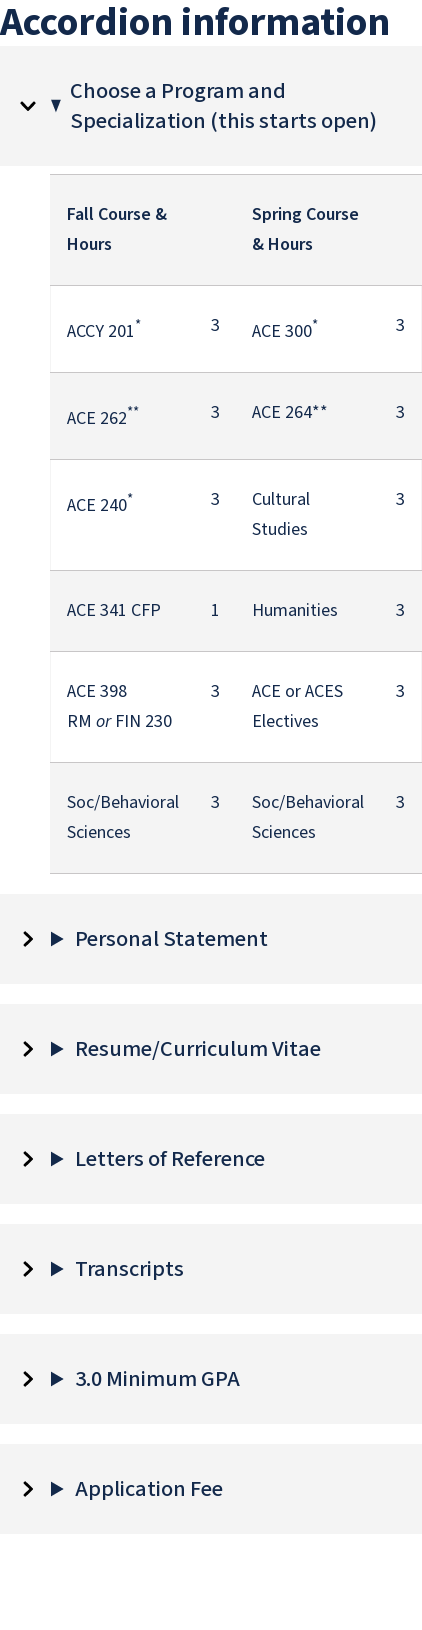 Accordion information
Choose a Program and
Specialization (this starts open)
Fall Course & Spring Course
Hours & Hours
ACCY 201* 3 ACE 300* 3
ACE 262** 3 ACE 264** 3
ACE 240* 3 Cultural 3
Studies
ACE 341 CFP 1 Humanities 3
ACE 398 3 ACE or ACES 3
RM or FIN 230 Electives
Soc/Behavioral 3 Soc/Behavioral 3
Sciences Sciences
Personal Statement
Resume/Curriculum Vitae
Letters of Reference
Transcripts
3.0 Minimum GPA
Application Fee